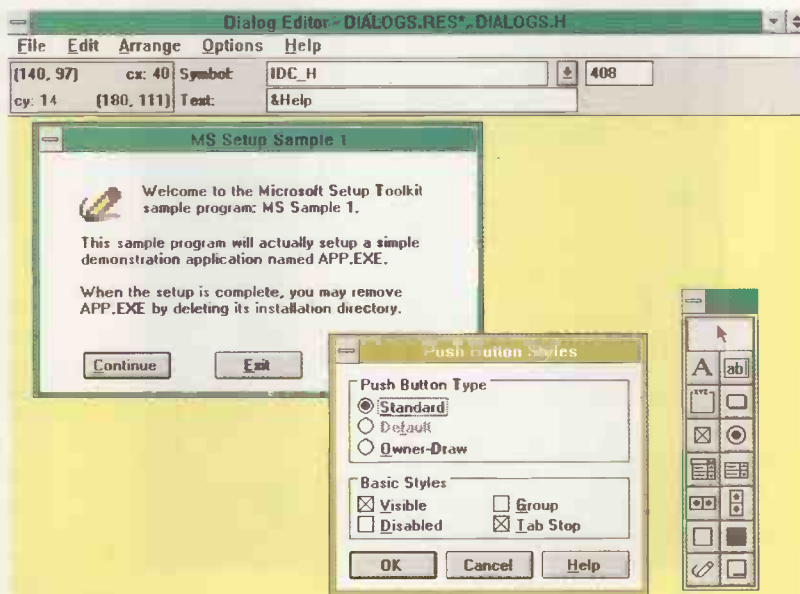 Dialog Editor - DIALOGS.RES*, DIALOGS.H
File Edit Arrange Options Help
(140, 97) cx: 40 Symbol: IDC_H 408
cy: 14 (180, 111) Text: &Help
MS Setup Sample 1
Welcome to the Microsoft Setup Toolkit
sample program: MS Sample 1.
This sample program will actually setup a simple
demonstration application named APP.EXE.
When the setup is complete, you may remove
APP.EXE by deleting its installation directory.
Continue Exit
Push Button Styles
Push Button Type
Standard
Default
Owner-Draw
Basic Styles
Visible Group
Disabled Tab Stop
OK Cancel Help
A ab
XYZ